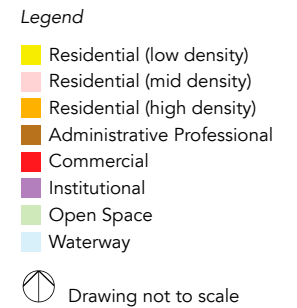 Legend
Residential (low density)
Residential (mid density)
Residential (high density)
Administrative Professional
Commercial
Institutional
Open Space
Waterway
Drawing not to scale